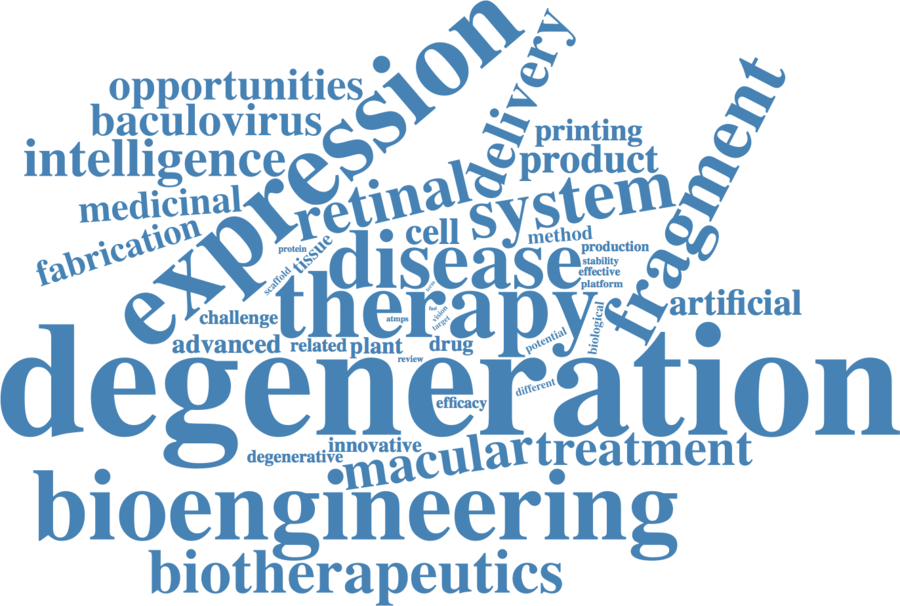 expression
delivery
opportunities
baculovirus
intelligence
fragment
printing
product
retinal
system
medicinal
fabrication
cell
method
tissue
protein
scaffold
disease
production
stability
effective
platform
therapy
biological
artificial
challenge
atmps
vision
target
advanced
related
plant
drug
potential
review
degeneration
different
efficacy
innovative
degenerative
macular
treatment
bioengineering
biotherapeutics